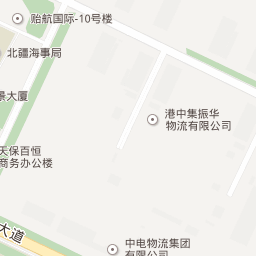 贻航国际-10号楼
北疆海事局
景大厦
港中集振华
物流有限公司
天保百恒
商务办公楼
大道
中电物流集团
有限公司